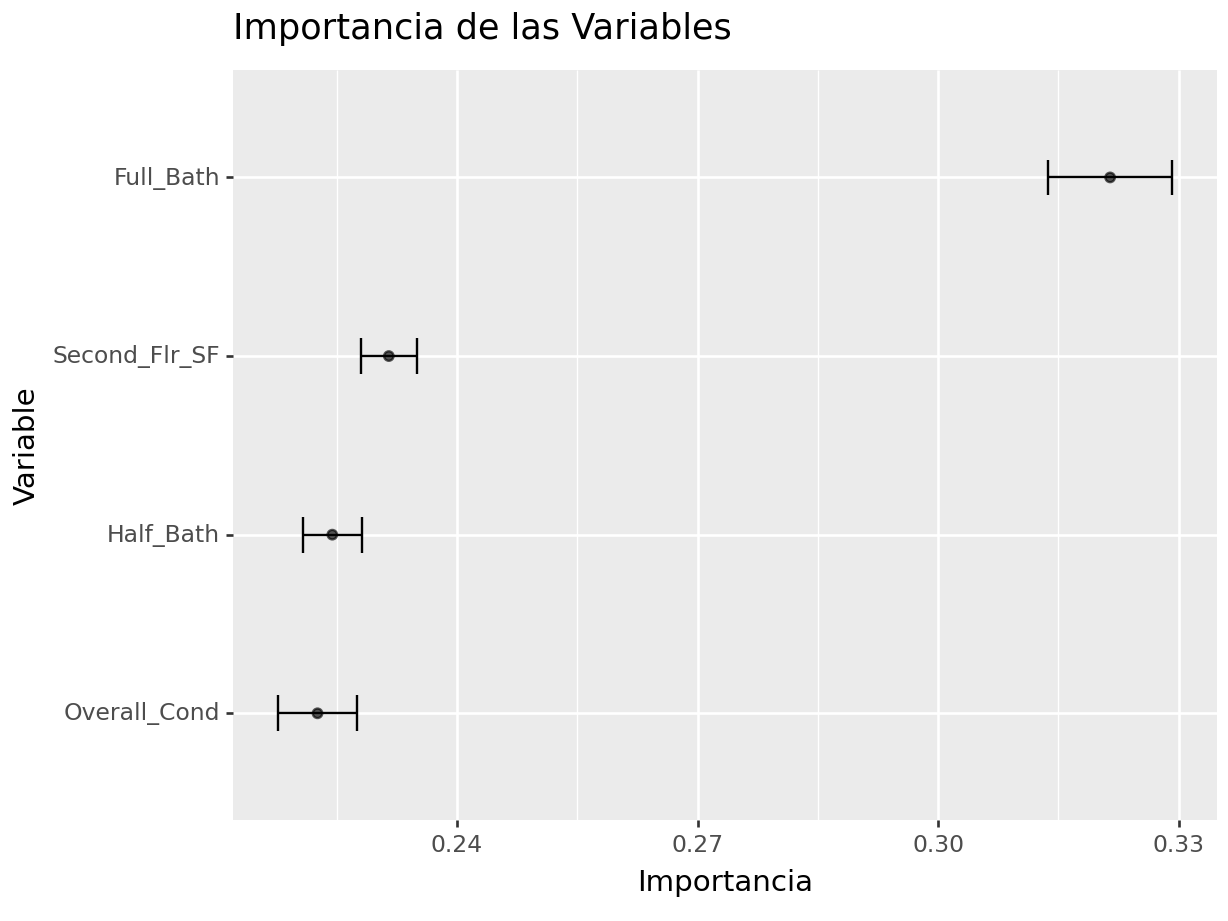 Importancia de las Variables
Full_Bath
Second_Flr_SF
Half_Bath
Overall_Cond
Variable
0.24
0.27
0.30
0.33
Importancia